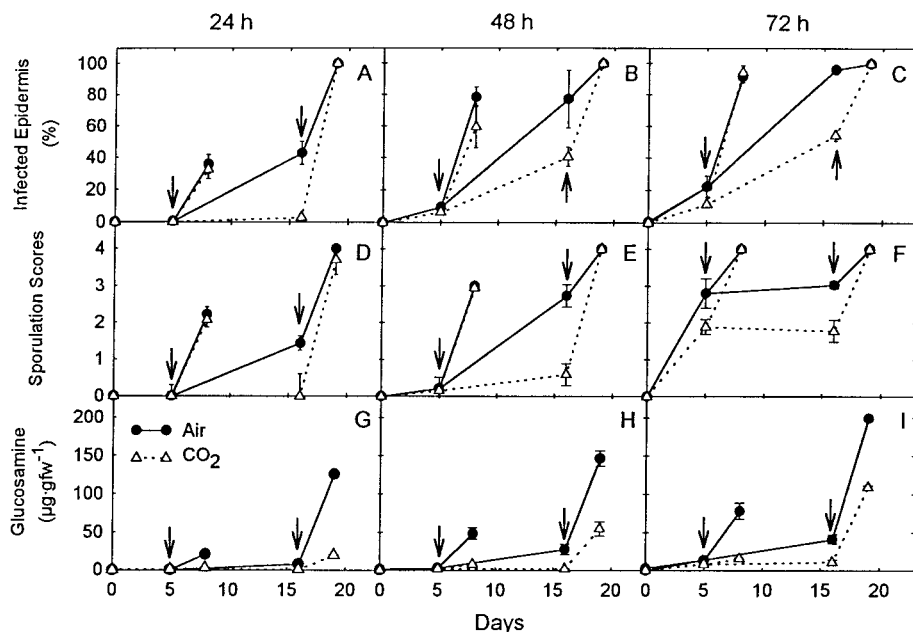 24 h 48 h 72 h
Infected Epidermis
(%)
100
80
60
40
20
0
A
B
C
Sporulation Scores
4
3
2
1
0
D
E
F
Glucosamine
(µg·gfw⁻¹)
200
150
100
50
0
G
H
I
Air
CO₂
0 5 10 15 20 0 5 10 15 20 0 5 10 15 20
Days